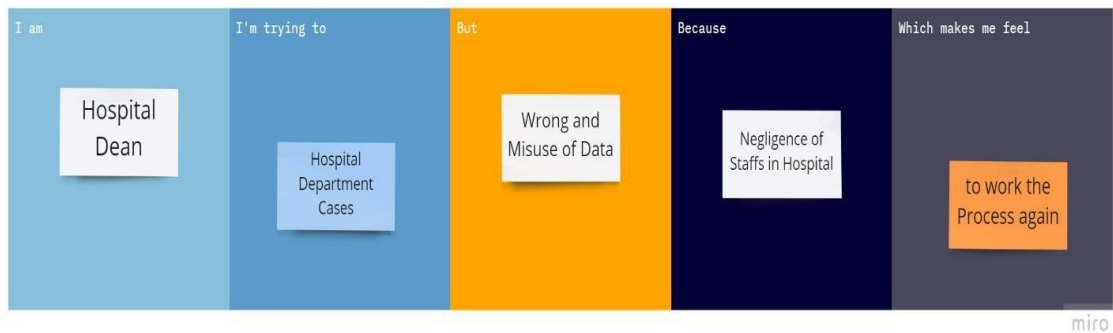 I am
Hospital
Dean
I'm trying to
Hospital
Department
Cases
But
Wrong and
Misuse of Data
Because
Negligence of
Staffs in Hospital
Which makes me feel
to work the
Process again
miro